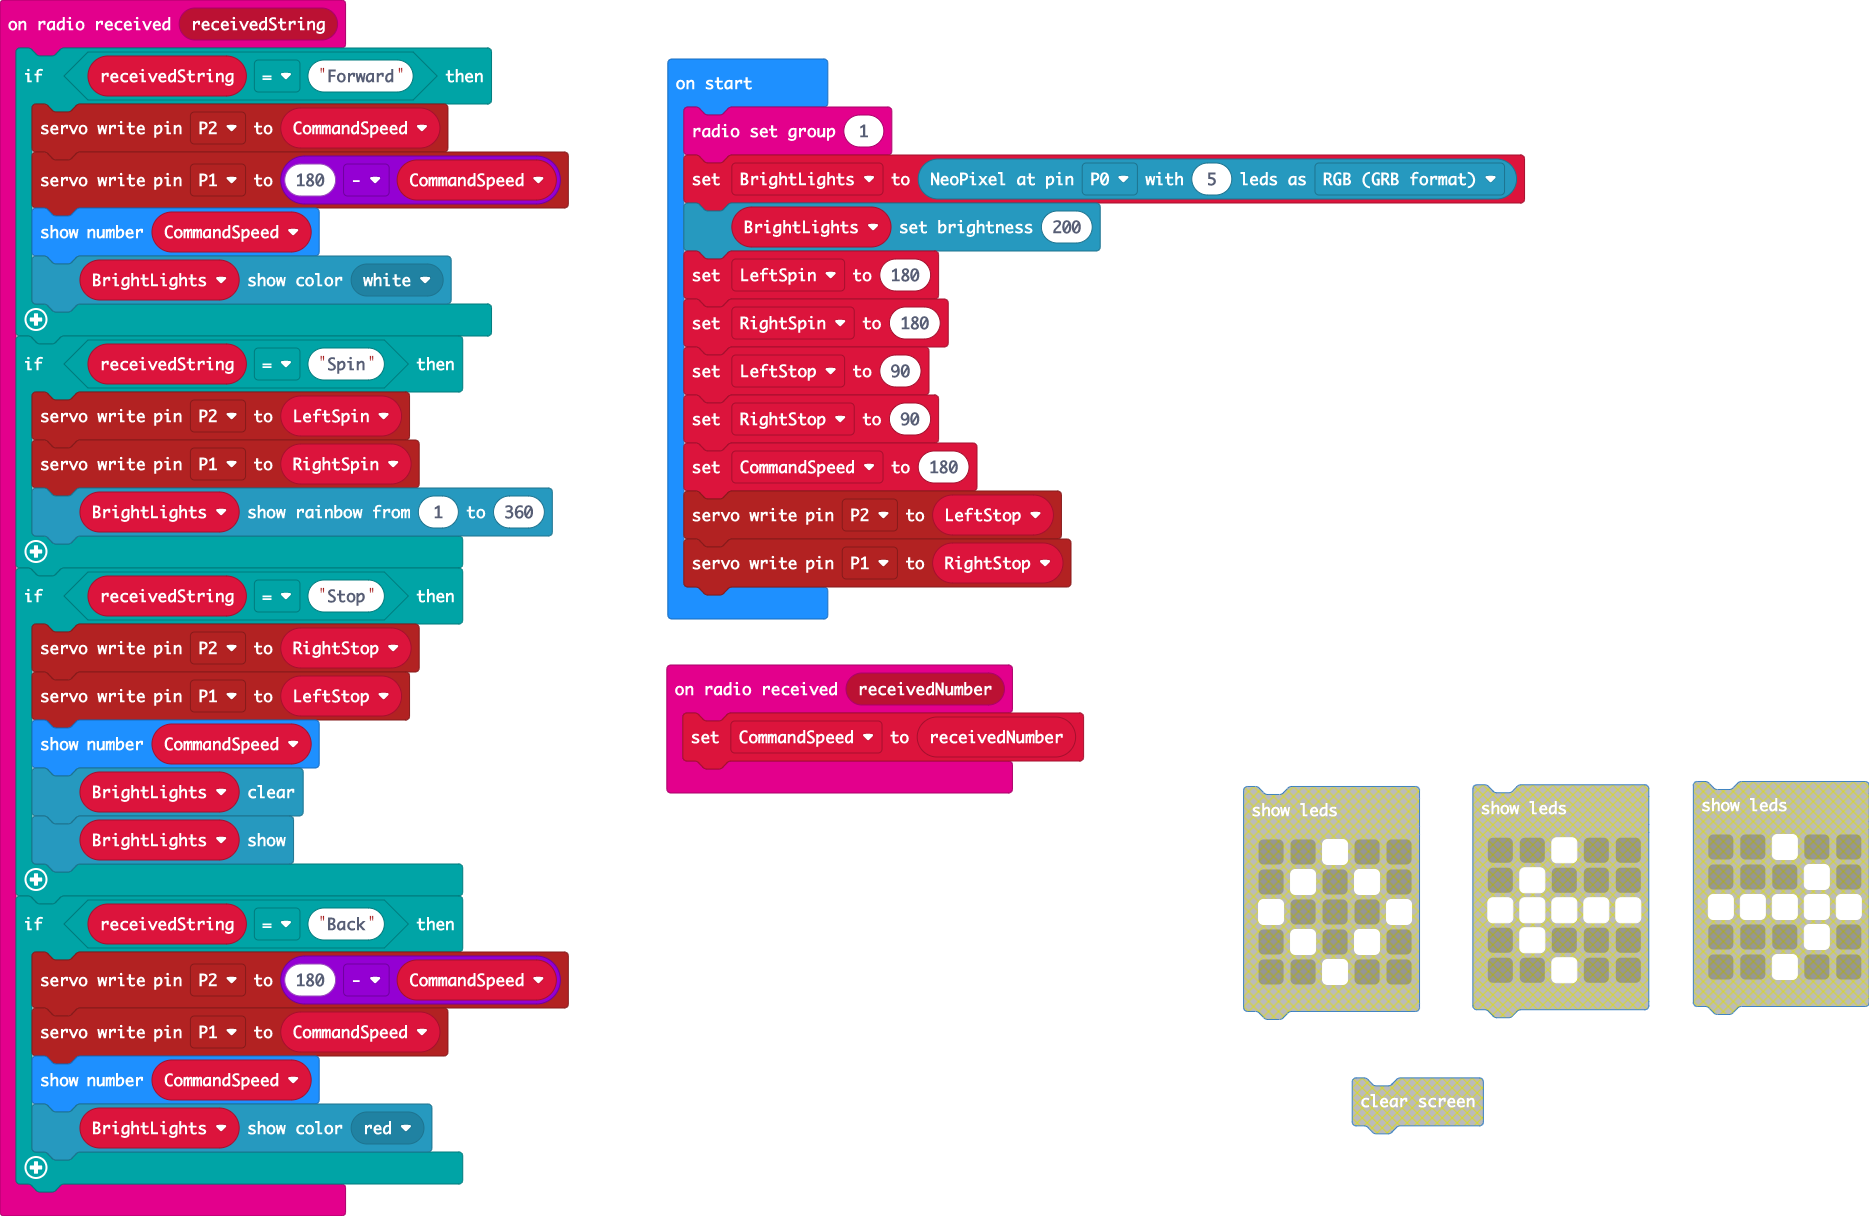 on radio received receivedString
if receivedString = "Forward" then
servo write pin P2 to CommandSpeed
servo write pin P1 to 180 - CommandSpeed
show number CommandSpeed
BrightLights show color white
if receivedString = "Spin" then
servo write pin P2 to LeftSpin
servo write pin P1 to RightSpin
BrightLights show rainbow from 1 to 360
if receivedString = "Stop" then
servo write pin P2 to RightStop
servo write pin P1 to LeftStop
show number CommandSpeed
BrightLights clear
BrightLights show
if receivedString = "Back" then
servo write pin P2 to 180 - CommandSpeed
servo write pin P1 to CommandSpeed
show number CommandSpeed
BrightLights show color red
on start
radio set group 1
set BrightLights to NeoPixel at pin P0 with 5 leds as RGB (GRB format)
BrightLights set brightness 200
set LeftSpin to 180
set RightSpin to 180
set LeftStop to 90
set RightStop to 90
set CommandSpeed to 180
servo write pin P2 to LeftStop
servo write pin P1 to RightStop
on radio received receivedNumber
set CommandSpeed to receivedNumber
show leds
show leds
show leds
clear screen